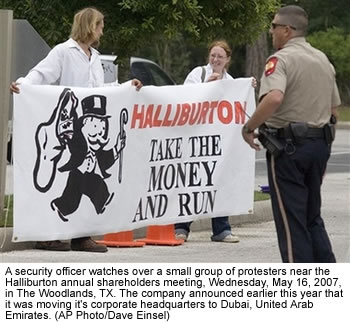 HALLIBURTON
TAKE THE
MONEY
AND RUN
A security officer watches over a small group of protesters near the
Halliburton annual shareholders meeting, Wednesday, May 16, 2007,
in The Woodlands, TX. The company announced earlier this year that
it was moving it's corporate headquarters to Dubai, United Arab
Emirates. (AP Photo/Dave Einsel)